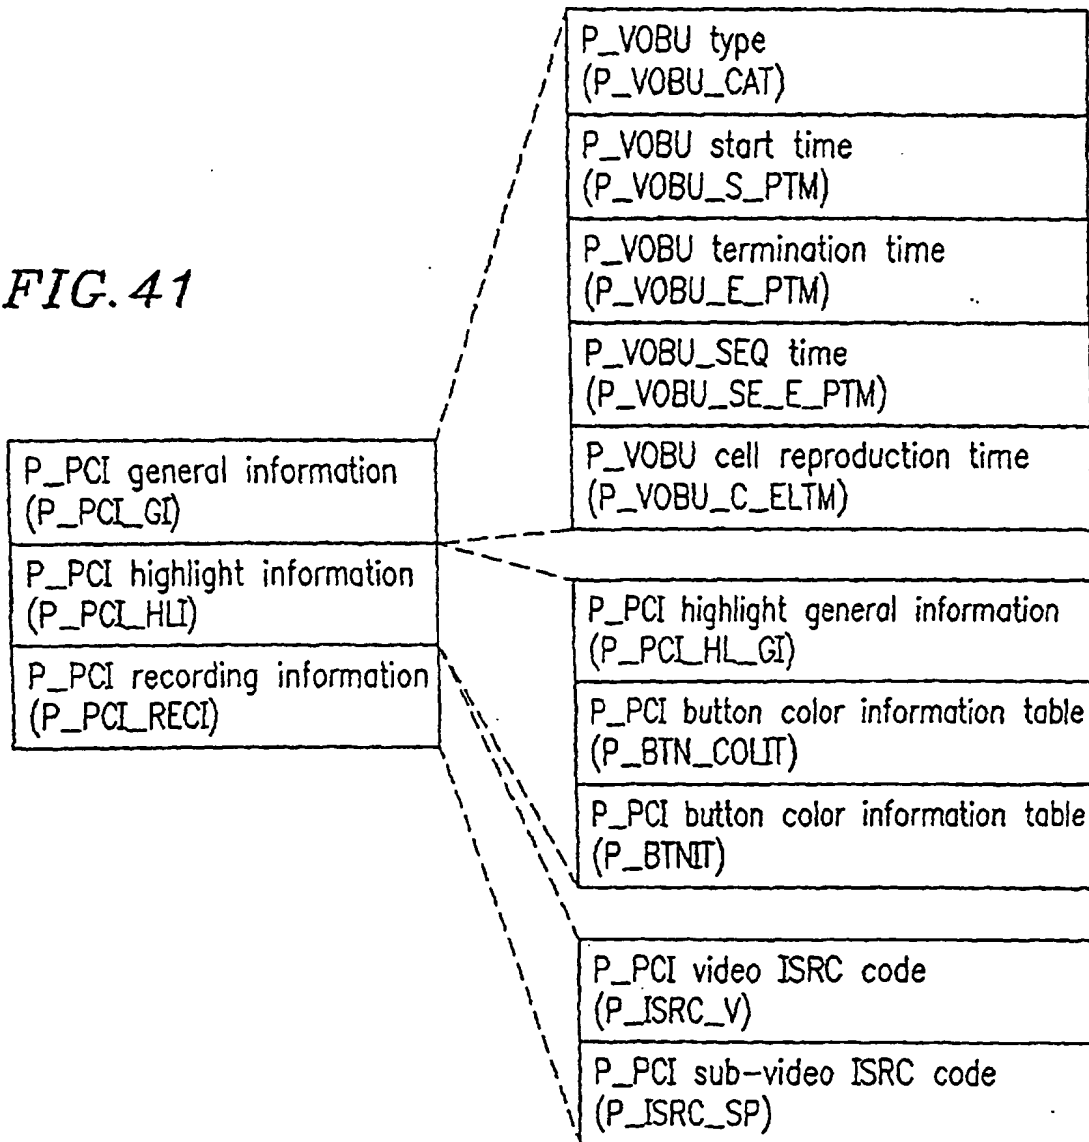 FIG. 41
P_PCI general information
(P_PCI_GI)
P_PCI highlight information
(P_PCI_HLI)
P_PCI recording information
(P_PCI_RECI)
P_VOBU type
(P_VOBU_CAT)
P_VOBU start time
(P_VOBU_S_PTM)
P_VOBU termination time
(P_VOBU_E_PTM)
P_VOBU_SEQ time
(P_VOBU_SE_E_PTM)
P_VOBU cell reproduction time
(P_VOBU_C_ELTM)
P_PCI highlight general information
(P_PCI_HL_GI)
P_PCI button color information table
(P_BTN_COLIT)
P_PCI button color information table
(P_BTNIT)
P_PCI video ISRC code
(P_ISRC_V)
P_PCI sub-video ISRC code
(P_ISRC_SP)